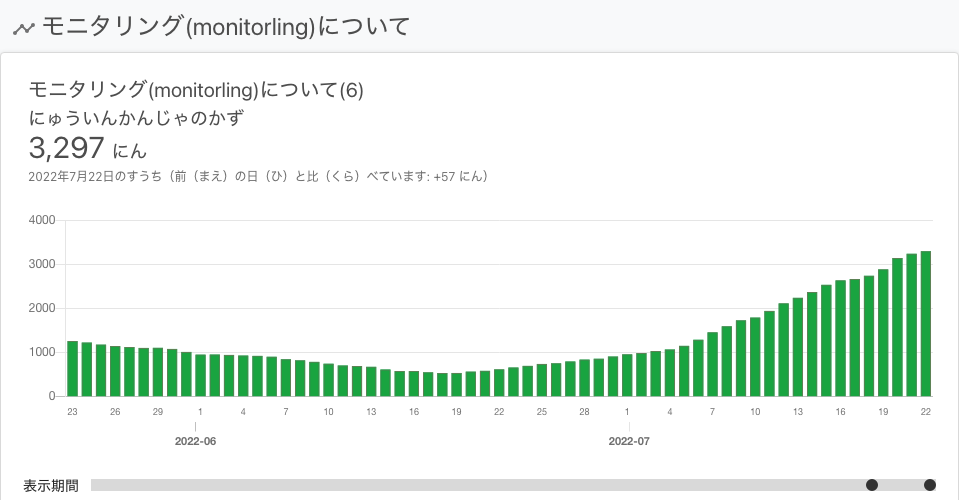 モニタリング(monitorling)について
モニタリング(monitorling)について(6)
にゅういんかんじゃのかず
3,297 にん
2022年7月22日のすうち（前（まえ）の日（ひ）と比（くら）べています: +57 にん）
4000
3000
2000
1000
0
23 26 29 1 4 7 10 13 16 19 22 25 28 1 4 7 10 13 16 19 22
2022-06 2022-07
表示期間